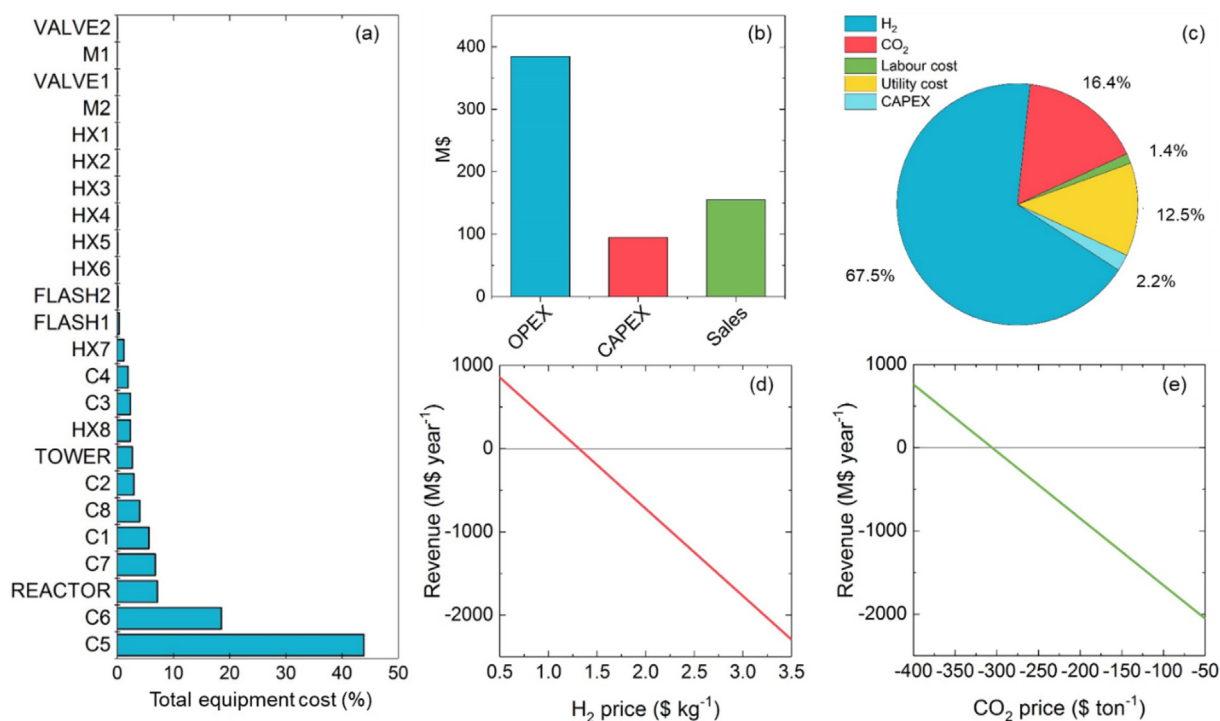 (a)
VALVE2
M1
VALVE1
M2
HX1
HX2
HX3
HX4
HX5
HX6
FLASH2
FLASH1
HX7
C4
C3
HX8
TOWER
C2
C8
C1
C7
REACTOR
C6
C5
0 10 20 30 40 50
Total equipment cost (%)
(b)
M$
400
300
200
100
0
OPEX CAPEX Sales
(c)
H₂
CO₂
Labour cost
Utility cost
CAPEX
16.4%
1.4%
12.5%
2.2%
67.5%
(d)
Revenue (M$ year⁻¹)
1000
0
-1000
-2000
0.5 1.0 1.5 2.0 2.5 3.0 3.5
H₂ price ($ kg⁻¹)
(e)
Revenue (M$ year⁻¹)
1000
0
-1000
-2000
-400 -350 -300 -250 -200 -150 -100 -50
CO₂ price ($ ton⁻¹)